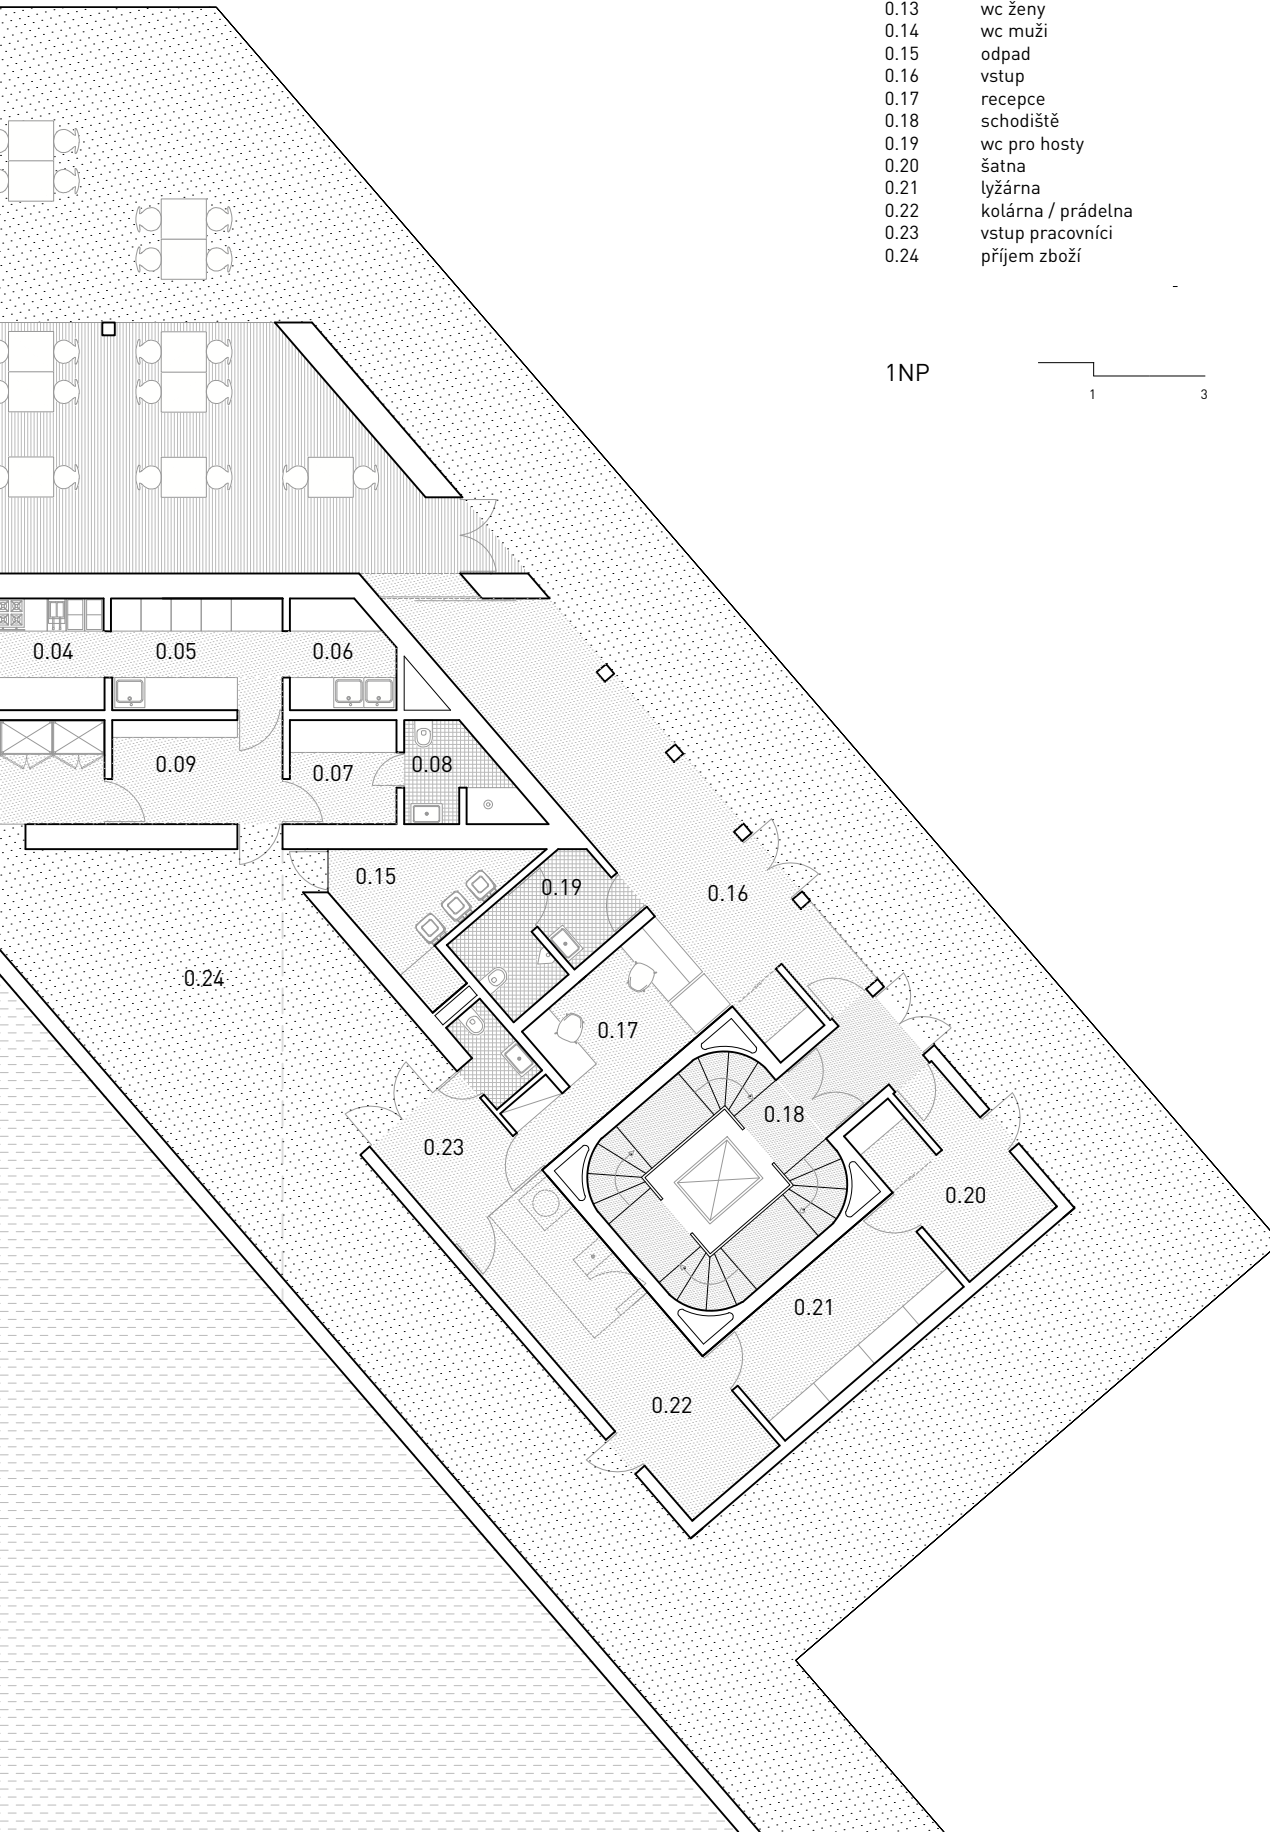 0.13 wc ženy
0.14 wc muži
0.15 odpad
0.16 vstup
0.17 recepce
0.18 schodiště
0.19 wc pro hosty
0.20 šatna
0.21 lyžárna
0.22 kolárna / prádelna
0.23 vstup pracovníci
0.24 příjem zboží
-
1NP
1 3
0.04 0.05 0.06
0.09 0.07 0.08
0.15 0.19 0.16
0.24
0.17
0.18
0.23
0.20
0.21
0.22